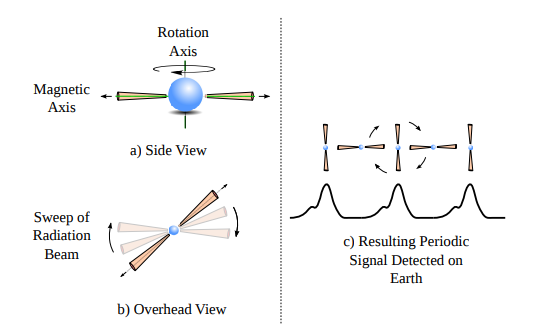 Rotation
Axis
Magnetic
Axis
a) Side View
Sweep of
Radiation
Beam
b) Overhead View
c) Resulting Periodic
Signal Detected on
Earth